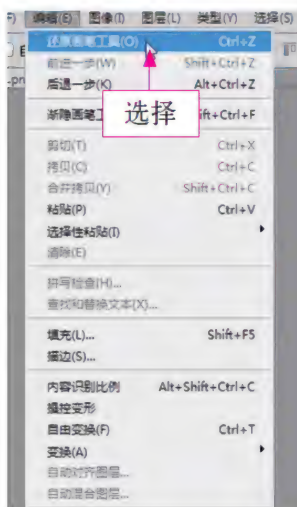 F) 编辑(E) 图像(I) 图层(L) 类型(Y) 选择(S)
还原画笔工具(O) Ctrl+Z
前进一步(W) Shift+Ctrl+Z
.pn
后退一步(K) Alt+Ctrl+Z
渐隐画笔工 ift+Ctrl+F
选择
剪切(T) Ctrl+X
拷贝(C) Ctrl+C
合并拷贝(Y) Shift+Ctrl+C
粘贴(P) Ctrl+V
选择性粘贴(I)
清除(E)
拼写检查(H)...
查找和替换文本(X)...
填充(L)... Shift+F5
描边(S)...
内容识别比例 Alt+Shift+Ctrl+C
操控变形
自由变换(F) Ctrl+T
变换(A)
自动对齐图层...
自动混合图层...